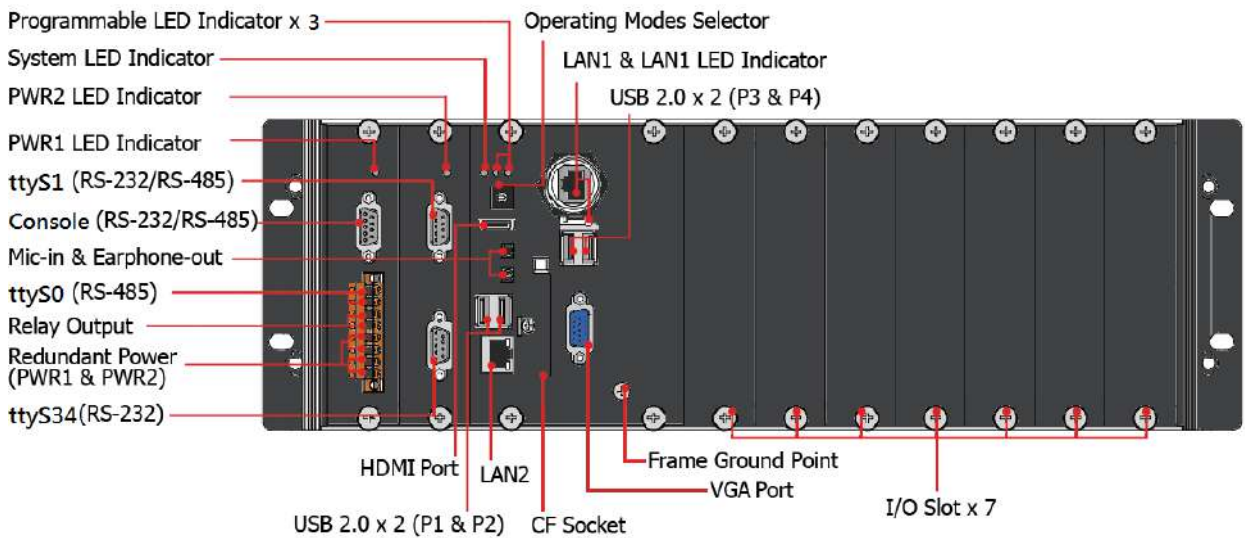 Programmable LED Indicator x 3
Operating Modes Selector
System LED Indicator
LAN1 & LAN1 LED Indicator
PWR2 LED Indicator
USB 2.0 x 2 (P3 & P4)
PWR1 LED Indicator
ttyS1 (RS-232/RS-485)
Console (RS-232/RS-485)
Mic-in & Earphone-out
ttyS0 (RS-485)
Relay Output
Redundant Power
(PWR1 & PWR2)
ttyS34(RS-232)
HDMI Port
LAN2
Frame Ground Point
VGA Port
I/O Slot x 7
USB 2.0 x 2 (P1 & P2)
CF Socket